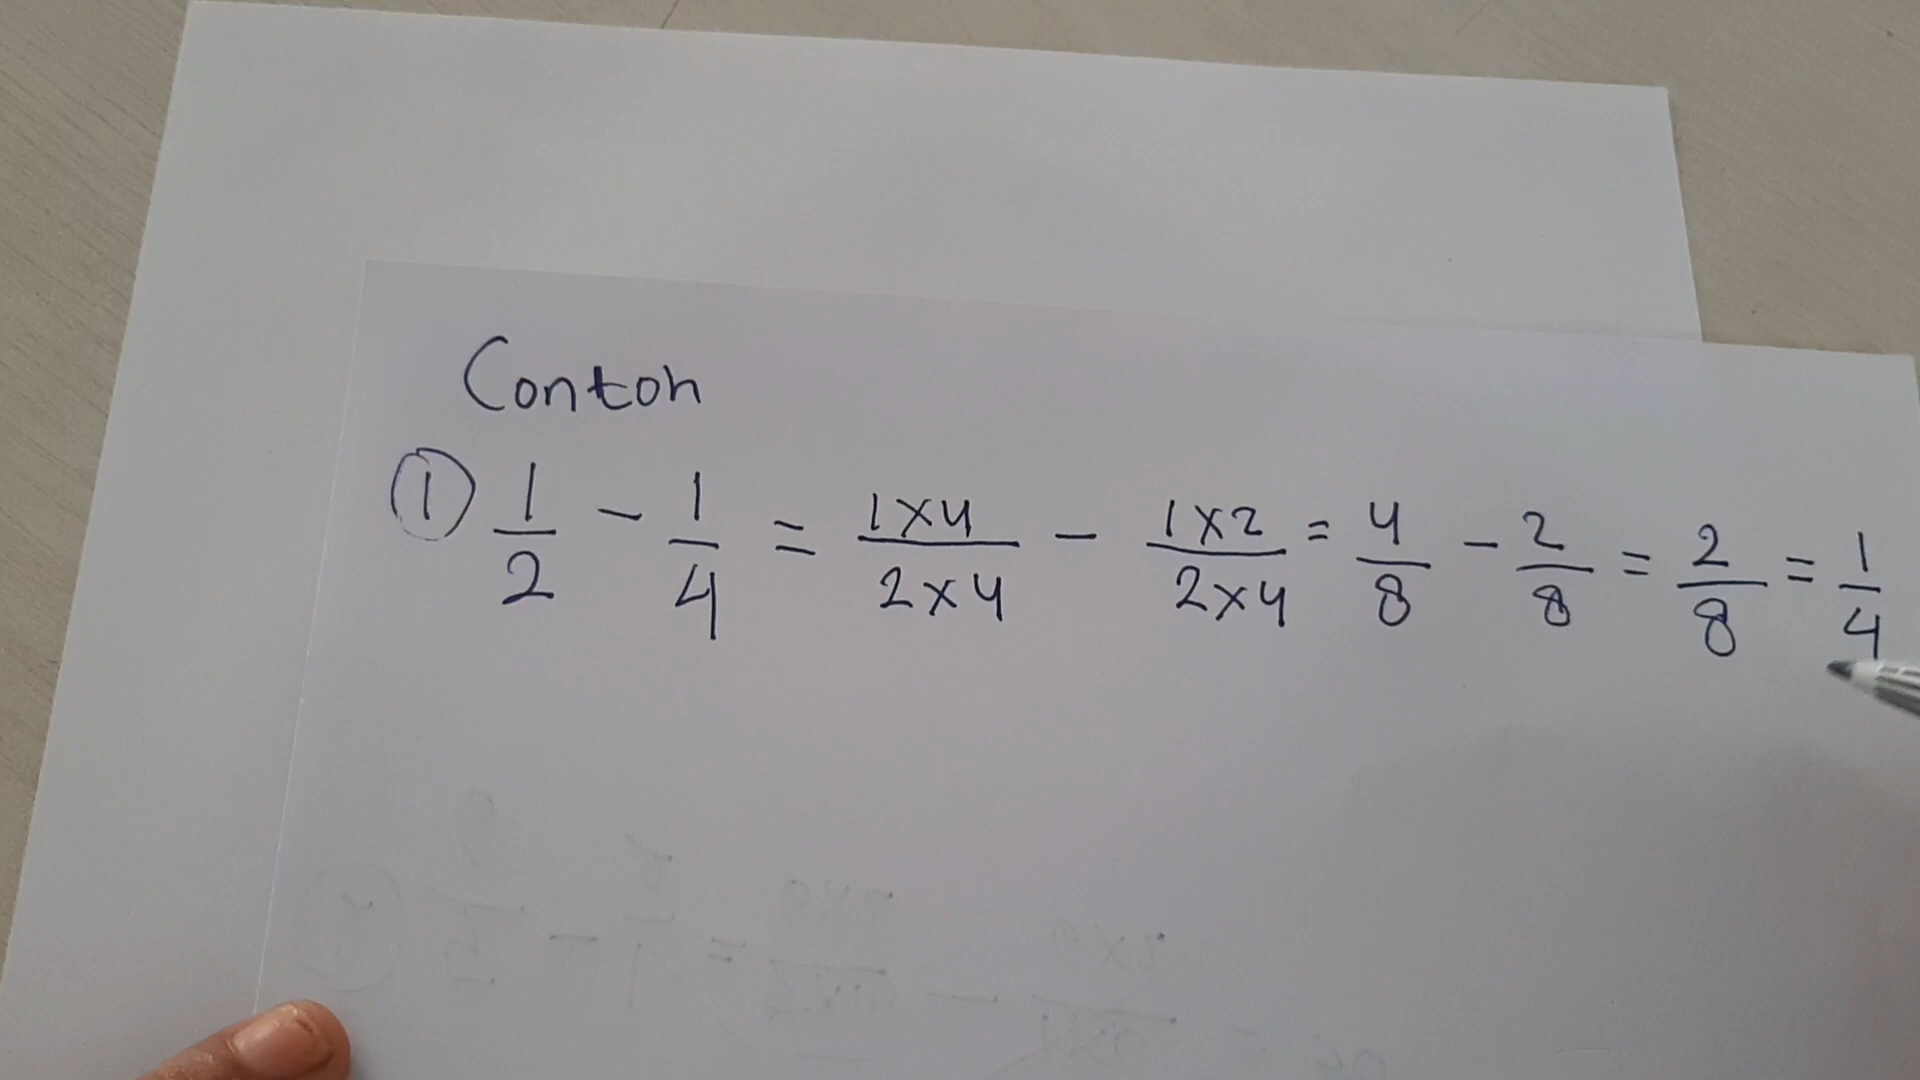 Contoh
① 1/2 - 1/4 = 1x4/2x4 - 1x2/2x4 = 4/8 - 2/8 = 2/8 = 1/4